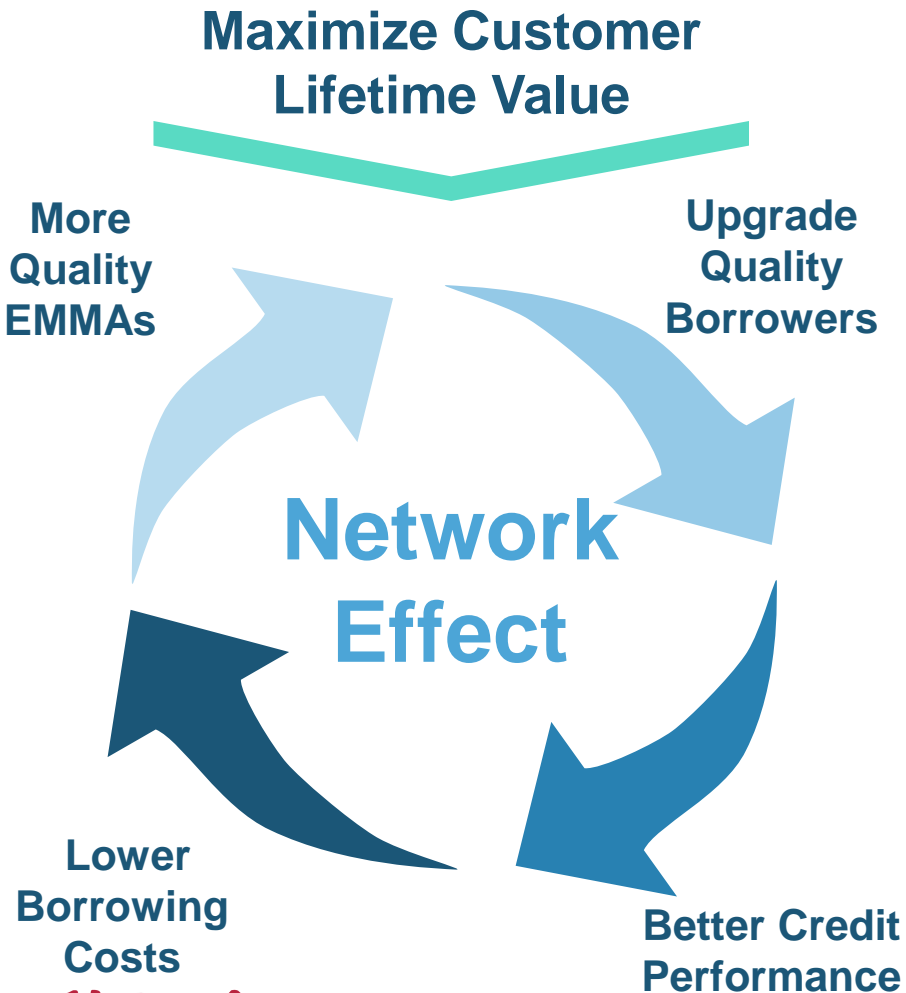 Maximize Customer
Lifetime Value
More
Quality
EMMAs
Upgrade
Quality
Borrowers
Network
Effect
Lower
Borrowing
Costs
Better Credit
Performance